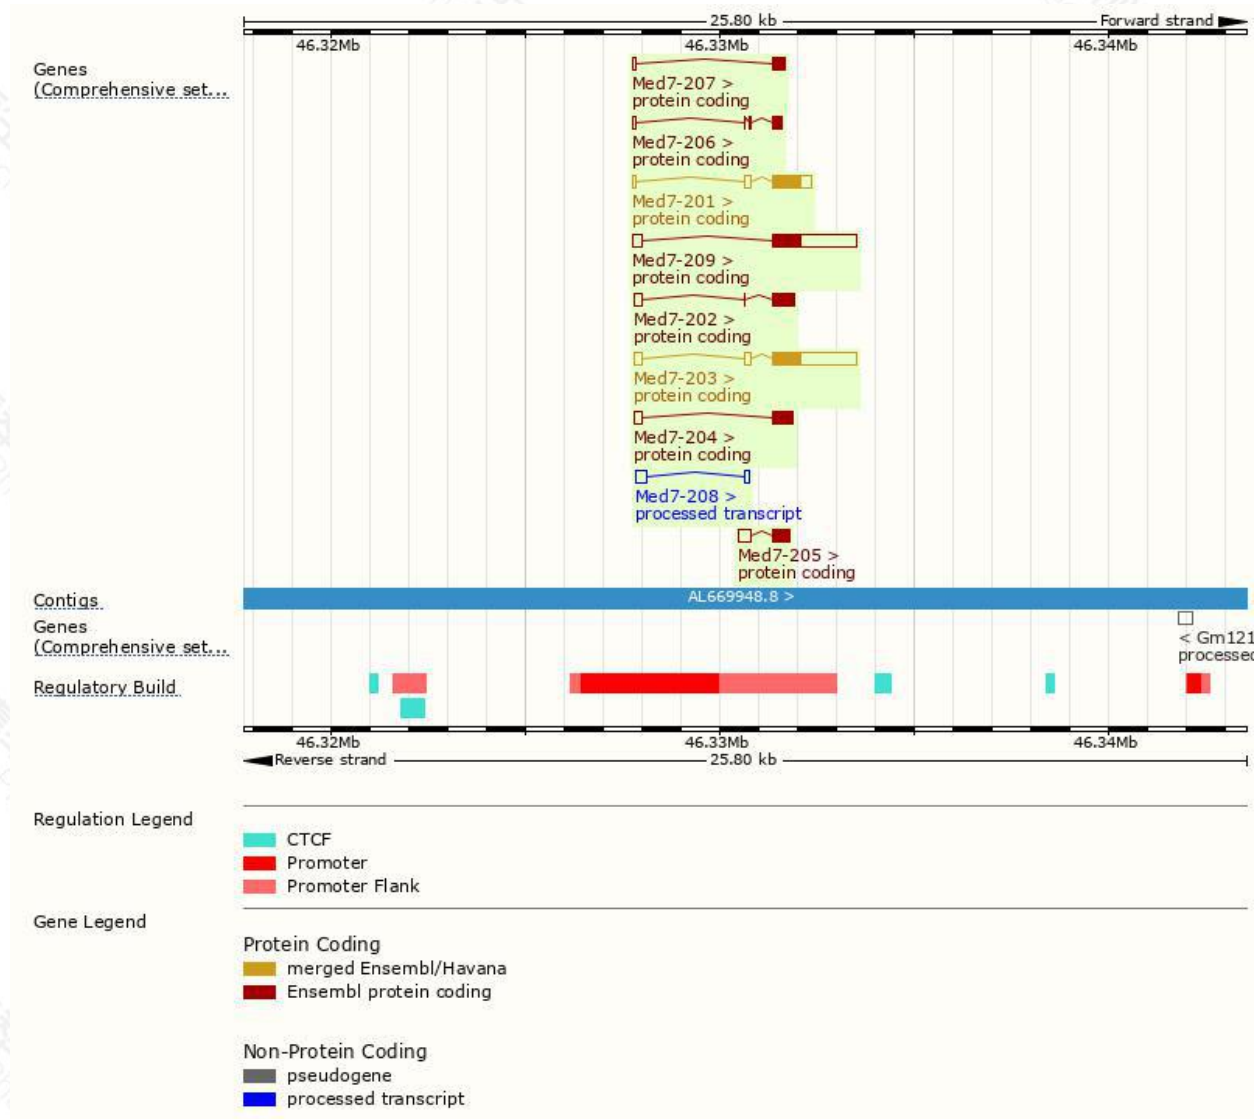 25.80 kb Forward strand
46.32Mb 46.33Mb 46.34Mb
Genes
(Comprehensive set...
Med7-207 >
protein coding
Med7-206 >
protein coding
Med7-201 >
protein coding
Med7-209 >
protein coding
Med7-202 >
protein coding
Med7-203 >
protein coding
Med7-204 >
protein coding
Med7-208 >
processed transcript
Med7-205 >
protein coding
Contigs AL669948.8 >
Genes
(Comprehensive set...
< Gm121
processed
Regulatory Build
46.32Mb 46.33Mb 46.34Mb
Reverse strand 25.80 kb
Regulation Legend
CTCF
Promoter
Promoter Flank
Gene Legend
Protein Coding
merged Ensembl/Havana
Ensembl protein coding
Non-Protein Coding
pseudogene
processed transcript